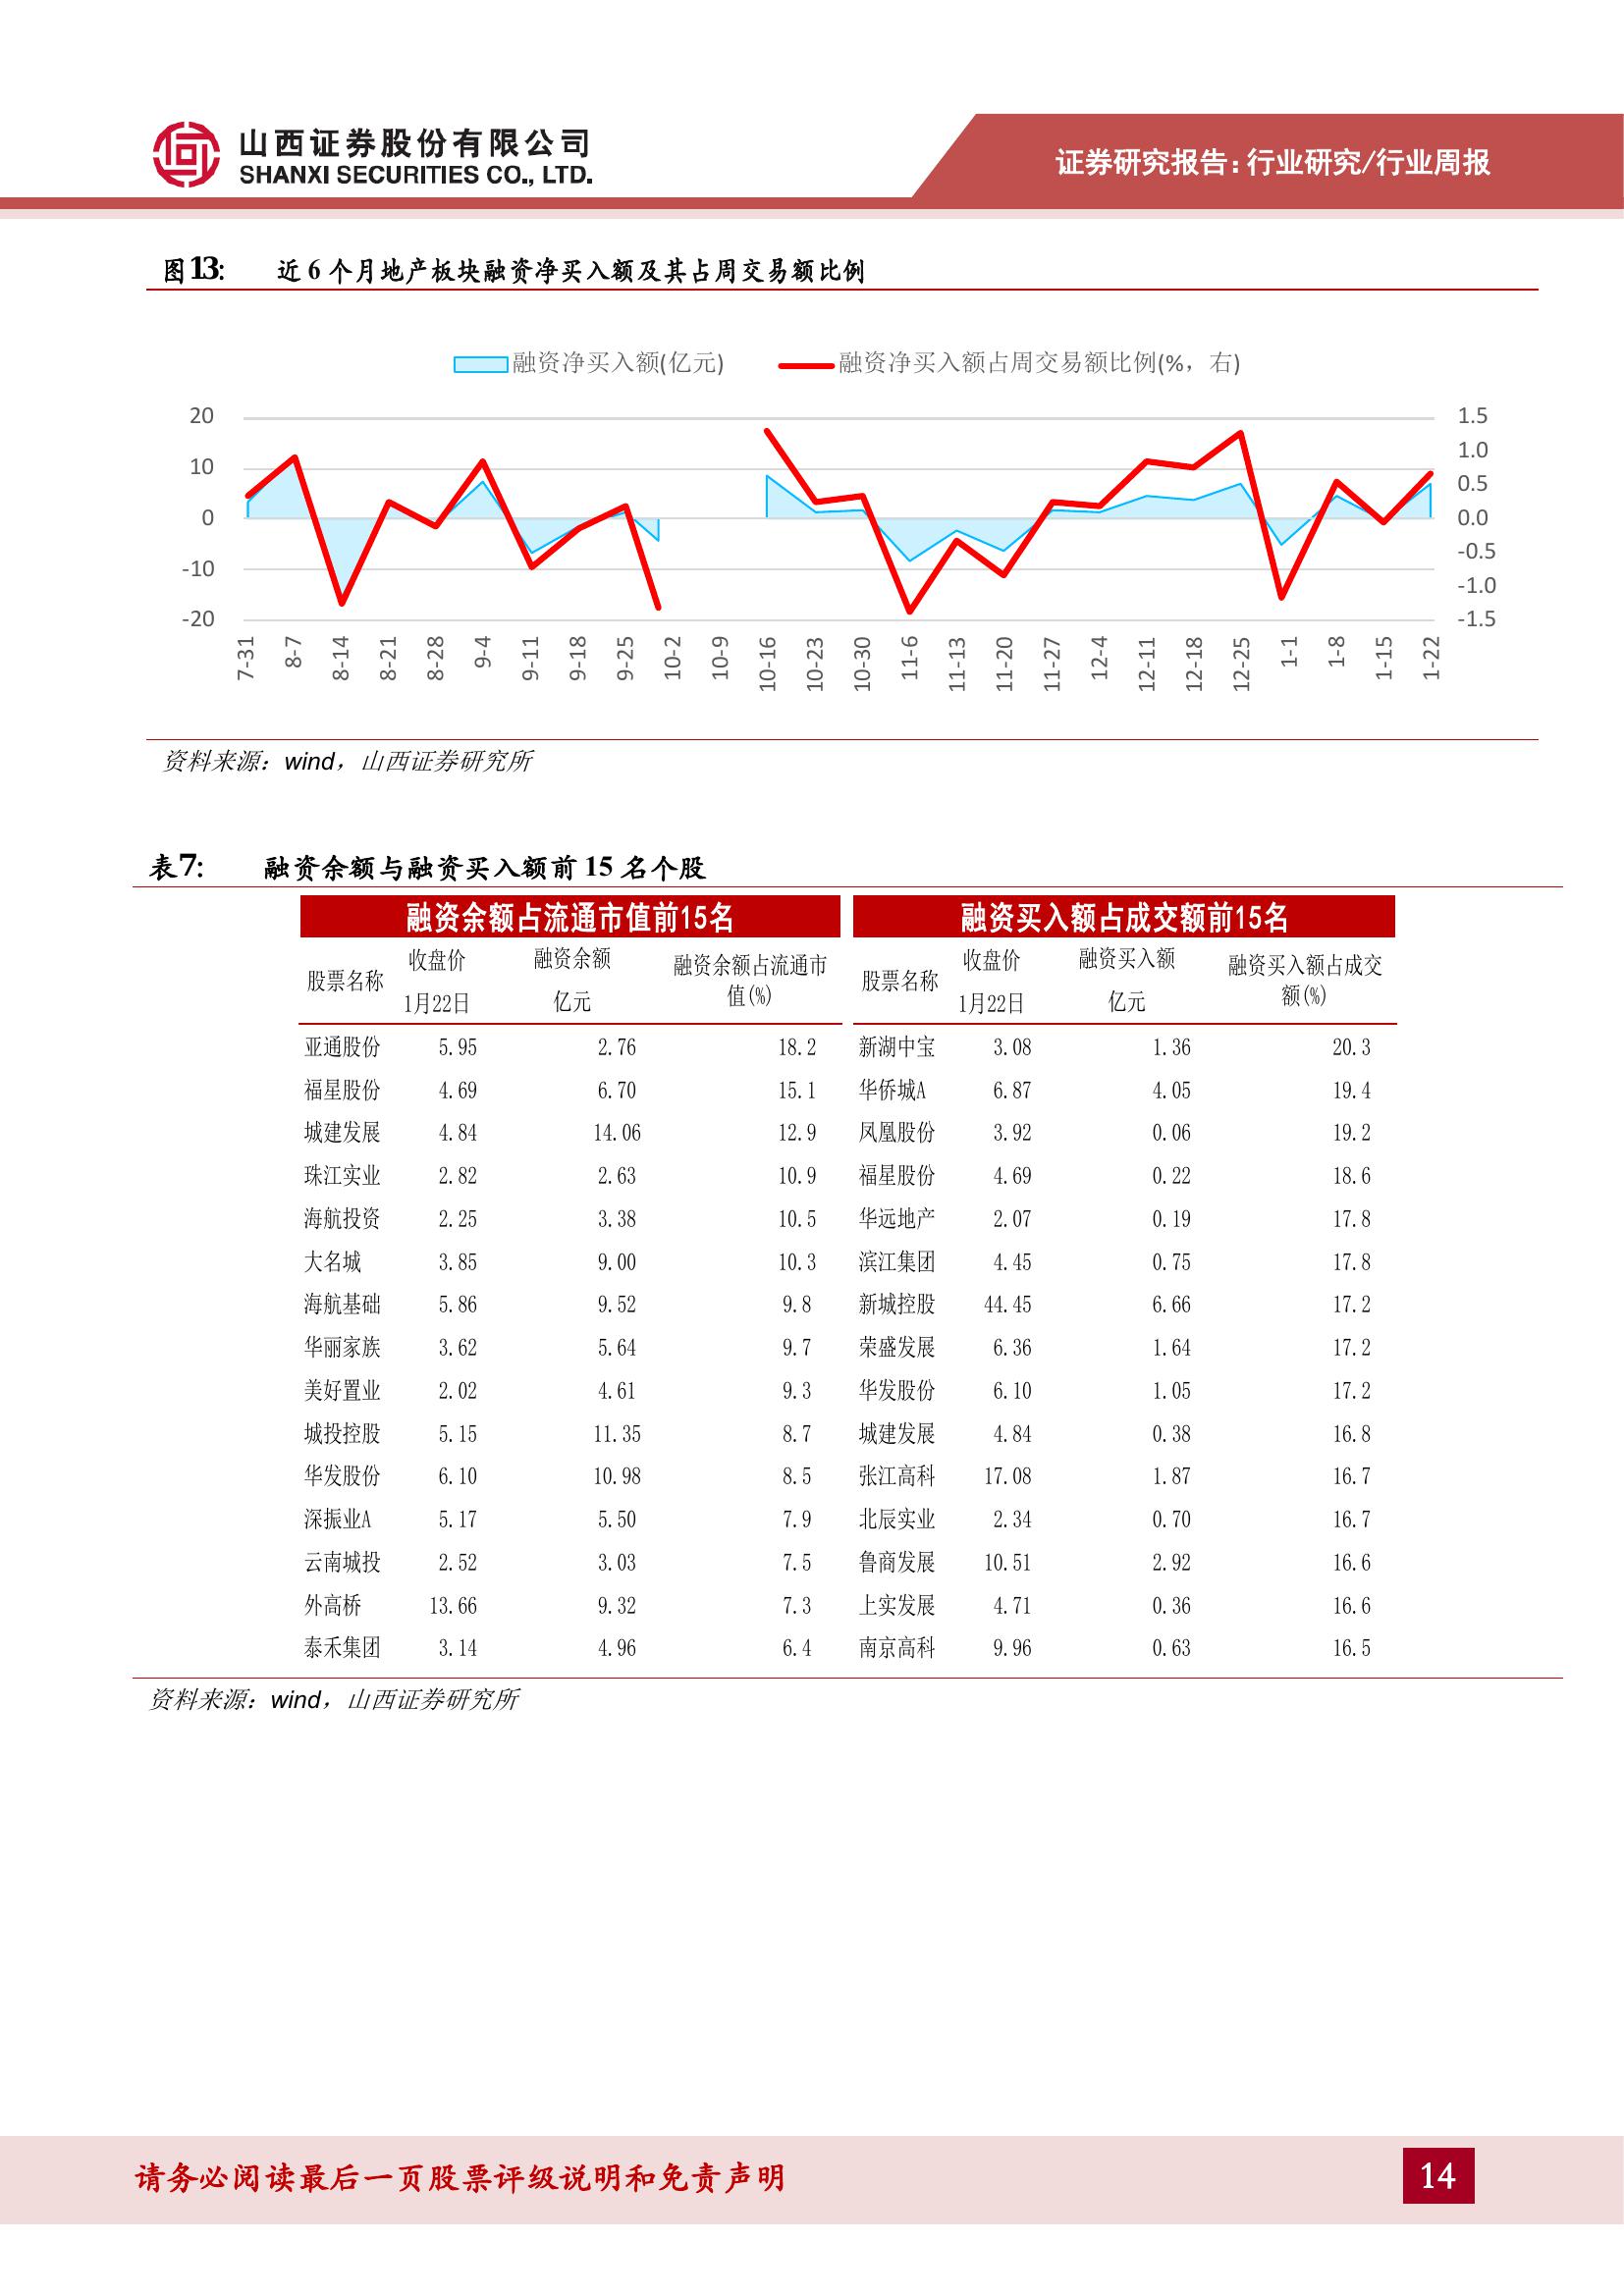 山西证券股份有限公司
SHANXI SECURITIES CO., LTD.
证券研究报告：行业研究/行业周报
图13: 近 6 个月地产板块融资净买入额及其占周交易额比例
融资净买入额(亿元) 融资净买入额占周交易额比例(%，右)
20 1.5
1.0
10 0.5
0 0.0
-0.5
-10 -1.0
-20 -1.5
7-31 8-7 8-14 8-21 8-28 9-4 9-11 9-18 9-25 10-2 10-9 10-16 10-23 10-30 11-6 11-13 11-20 11-27 12-4 12-11 12-18 12-25 1-1 1-8 1-15 1-22
资料来源：wind，山西证券研究所
表7: 融资余额与融资买入额前 15 名个股
融资余额占流通市值前15名 融资买入额占成交额前15名
股票名称 收盘价 融资余额 融资余额占流通市值(%) 股票名称 收盘价 融资买入额 融资买入额占成交额(%)
1月22日 亿元 1月22日 亿元
亚通股份 5.95 2.76 18.2 新湖中宝 3.08 1.36 20.3
福星股份 4.69 6.70 15.1 华侨城A 6.87 4.05 19.4
城建发展 4.84 14.06 12.9 凤凰股份 3.92 0.06 19.2
珠江实业 2.82 2.63 10.9 福星股份 4.69 0.22 18.6
海航投资 2.25 3.38 10.5 华远地产 2.07 0.19 17.8
大名城 3.85 9.00 10.3 滨江集团 4.45 0.75 17.8
海航基础 5.86 9.52 9.8 新城控股 44.45 6.66 17.2
华丽家族 3.62 5.64 9.7 荣盛发展 6.36 1.64 17.2
美好置业 2.02 4.61 9.3 华发股份 6.10 1.05 17.2
城投控股 5.15 11.35 8.7 城建发展 4.84 0.38 16.8
华发股份 6.10 10.98 8.5 张江高科 17.08 1.87 16.7
深振业A 5.17 5.50 7.9 北辰实业 2.34 0.70 16.7
云南城投 2.52 3.03 7.5 鲁商发展 10.51 2.92 16.6
外高桥 13.66 9.32 7.3 上实发展 4.71 0.36 16.6
泰禾集团 3.14 4.96 6.4 南京高科 9.96 0.63 16.5
资料来源：wind，山西证券研究所
请务必阅读最后一页股票评级说明和免责声明
14